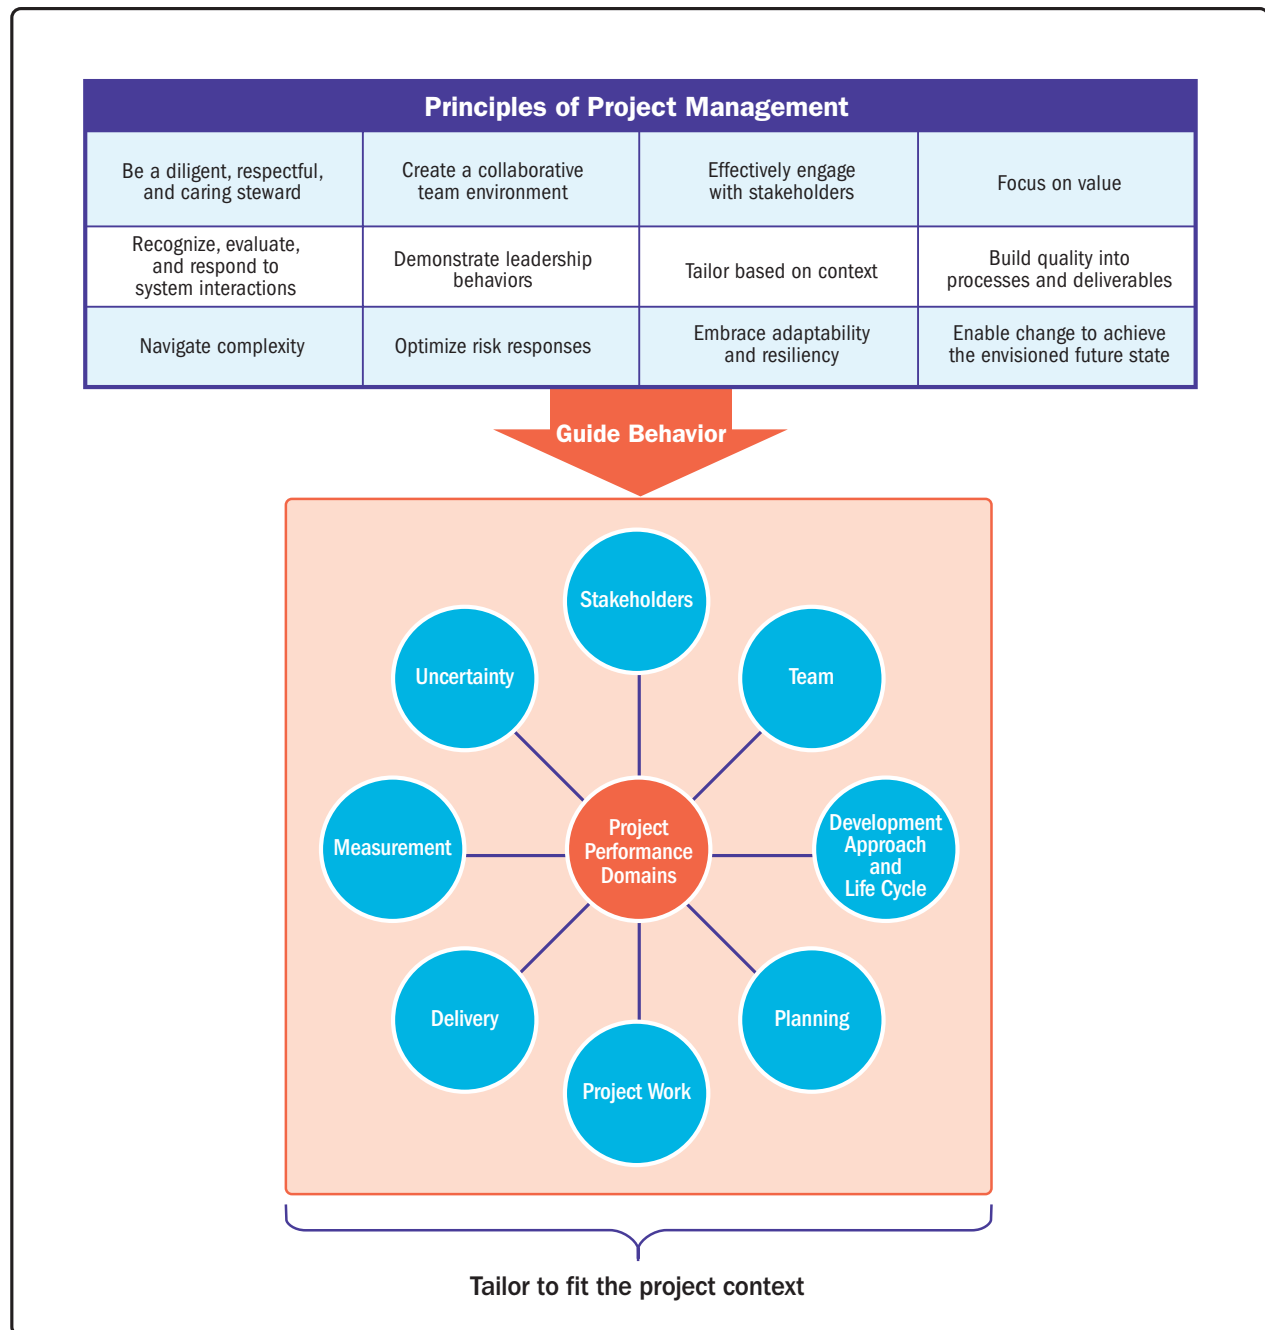 Principles of Project Management
Be a diligent, respectful,
and caring steward
Create a collaborative
team environment
Effectively engage
with stakeholders
Focus on value
Recognize, evaluate,
and respond to
system interactions
Demonstrate leadership
behaviors
Tailor based on context
Build quality into
processes and deliverables
Navigate complexity
Optimize risk responses
Embrace adaptability
and resiliency
Enable change to achieve
the envisioned future state
Guide Behavior
Stakeholders
Uncertainty
Team
Measurement
Project
Performance
Domains
Development
Approach
and
Life Cycle
Delivery
Planning
Project Work
Tailor to fit the project context